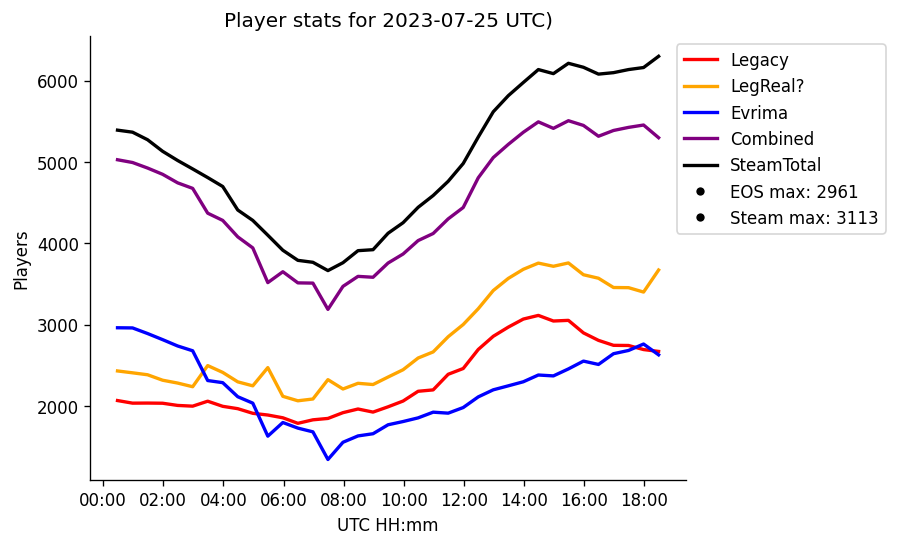 Player stats for 2023-07-25 UTC)
Players
6000
5000
4000
3000
2000
00:00 02:00 04:00 06:00 08:00 10:00 12:00 14:00 16:00 18:00
UTC HH:mm
Legacy
LegReal?
Evrima
Combined
SteamTotal
EOS max: 2961
Steam max: 3113